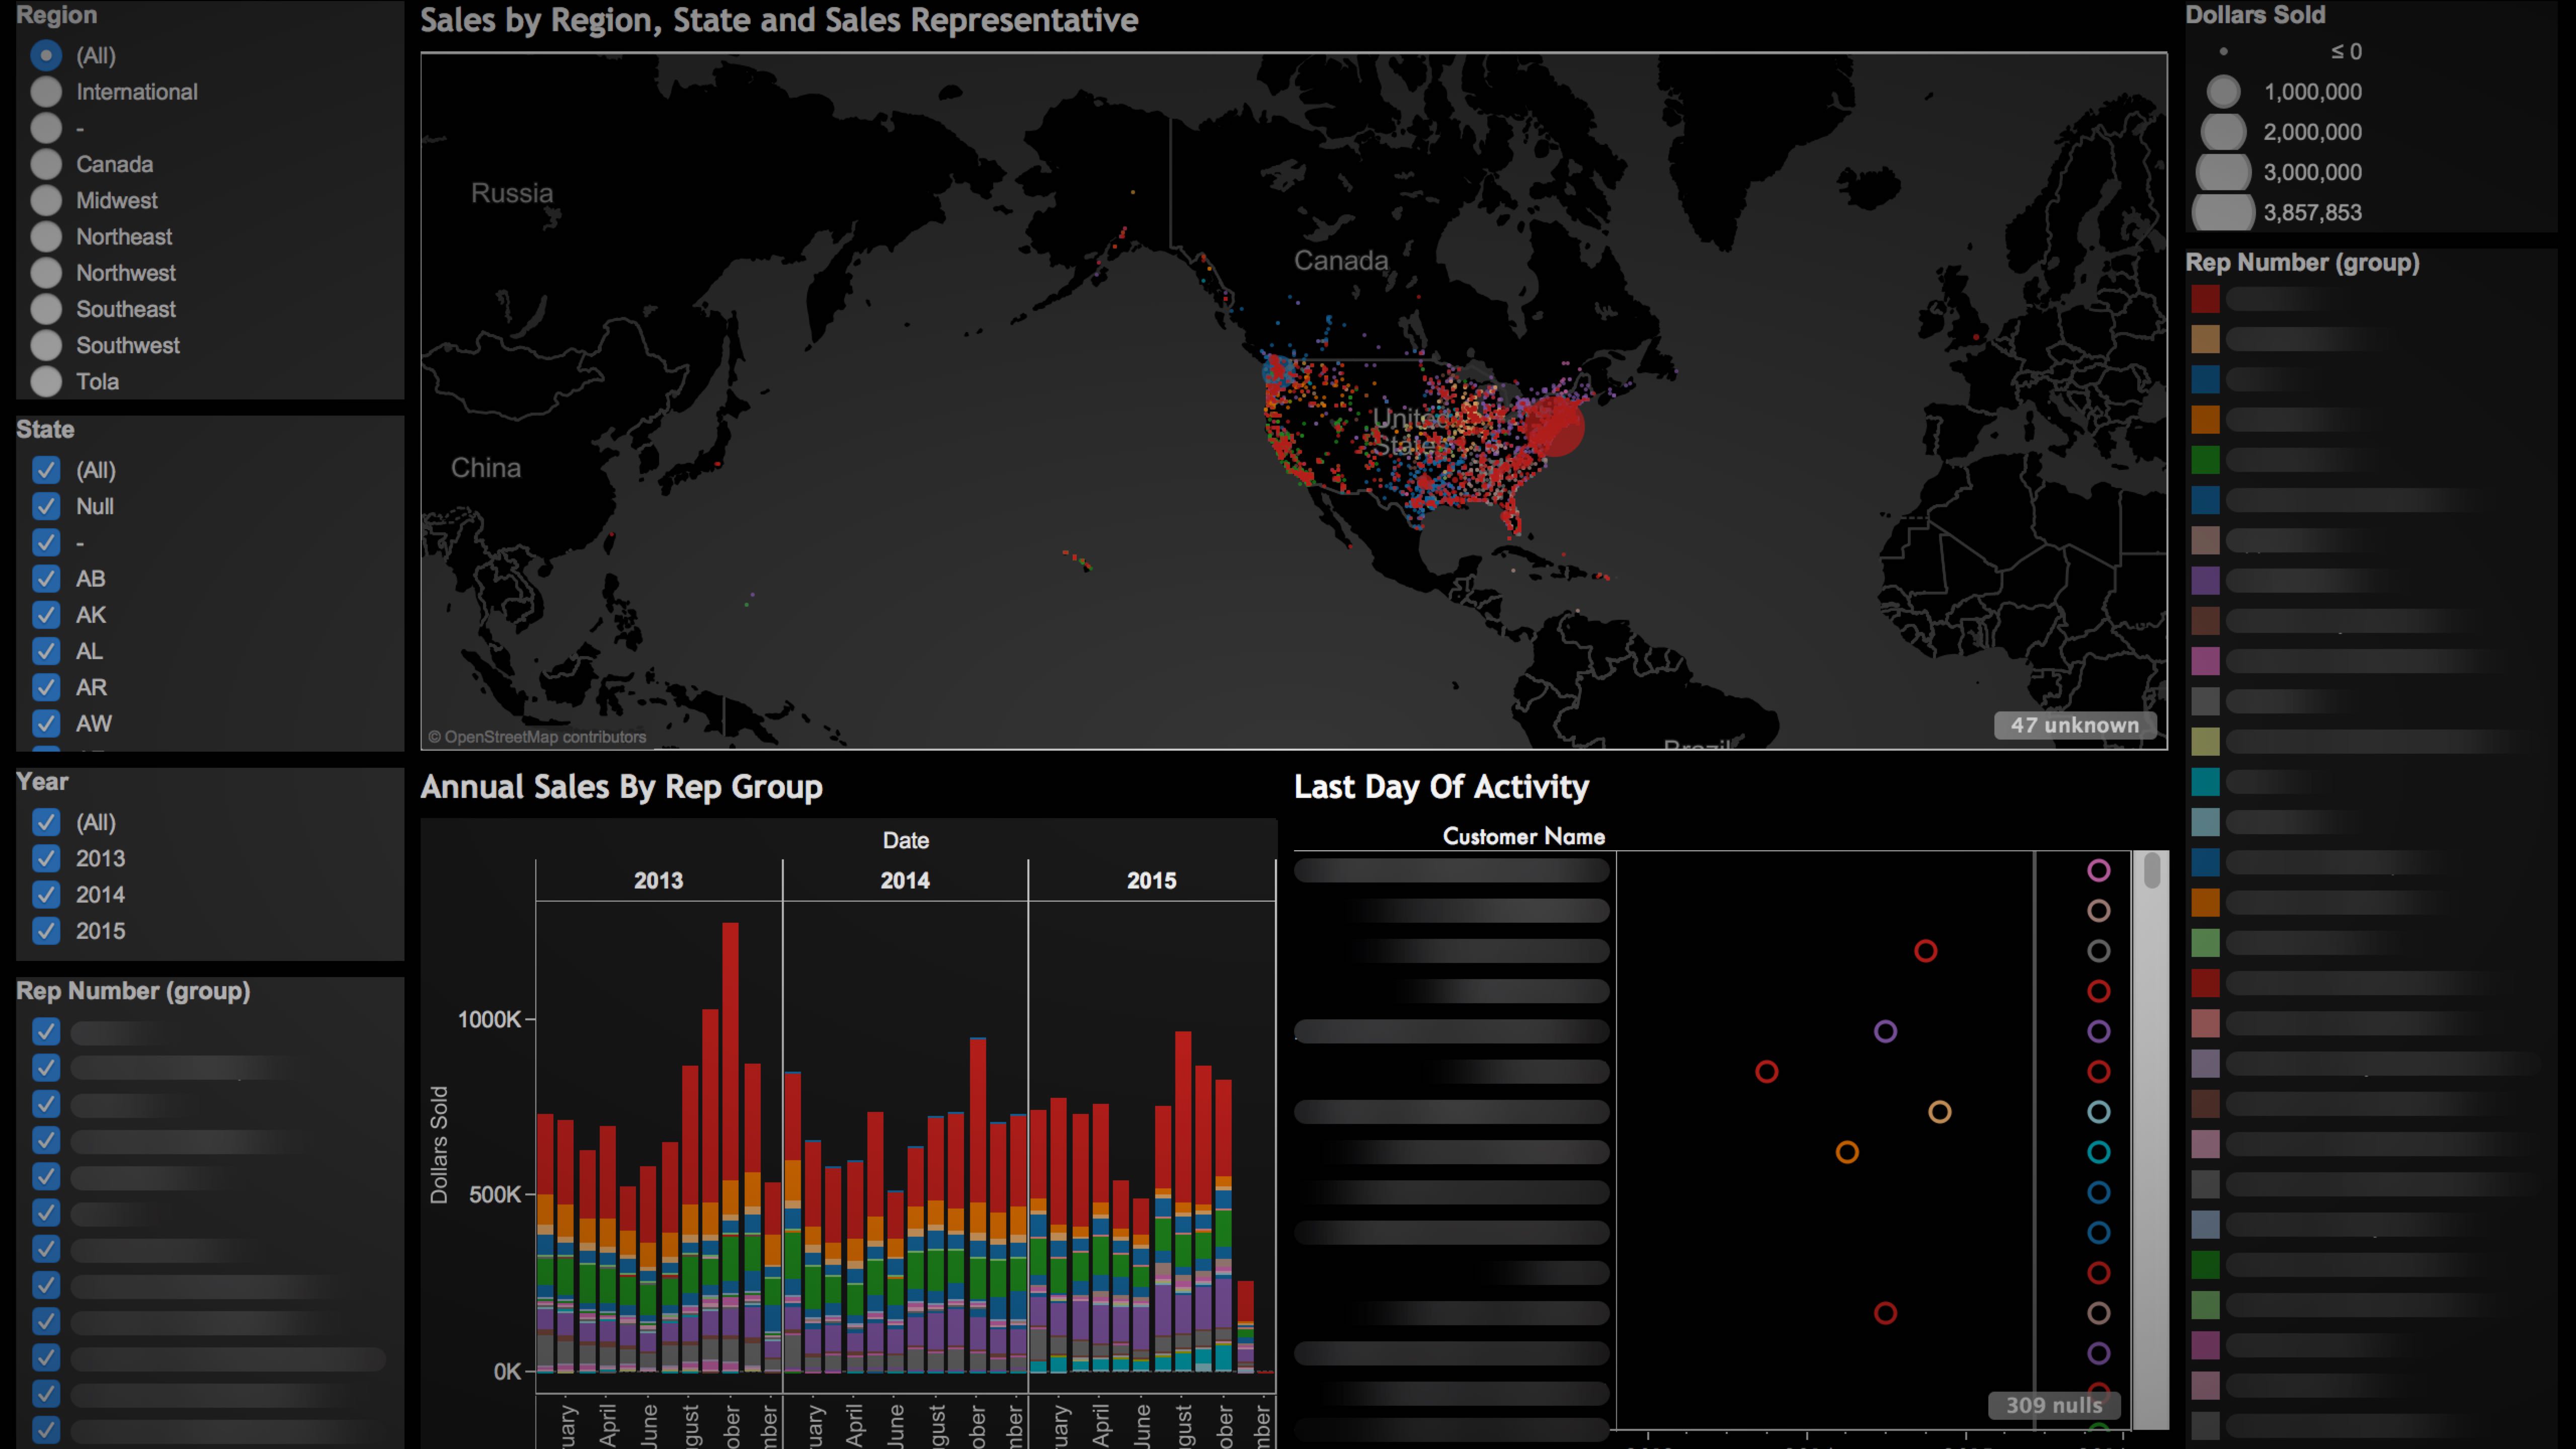 Region
(All)
International
-
Canada
Midwest
Northeast
Northwest
Southeast
Southwest
Tola
State
(All)
Null
-
AB
AK
AL
AR
AW
Year
(All)
2013
2014
2015
Rep Number (group)
Sales by Region, State and Sales Representative
Russia
Canada
China
United
States
© OpenStreetMap contributors
47 unknown
Annual Sales By Rep Group
Date
2013 2014 2015
Dollars Sold
1000K
500K
0K
uary April June ugust ober mber uary April June ugust ober mber uary April June ugust ober mber
Last Day Of Activity
Customer Name
309 nulls
Dollars Sold
≤ 0
1,000,000
2,000,000
3,000,000
3,857,853
Rep Number (group)